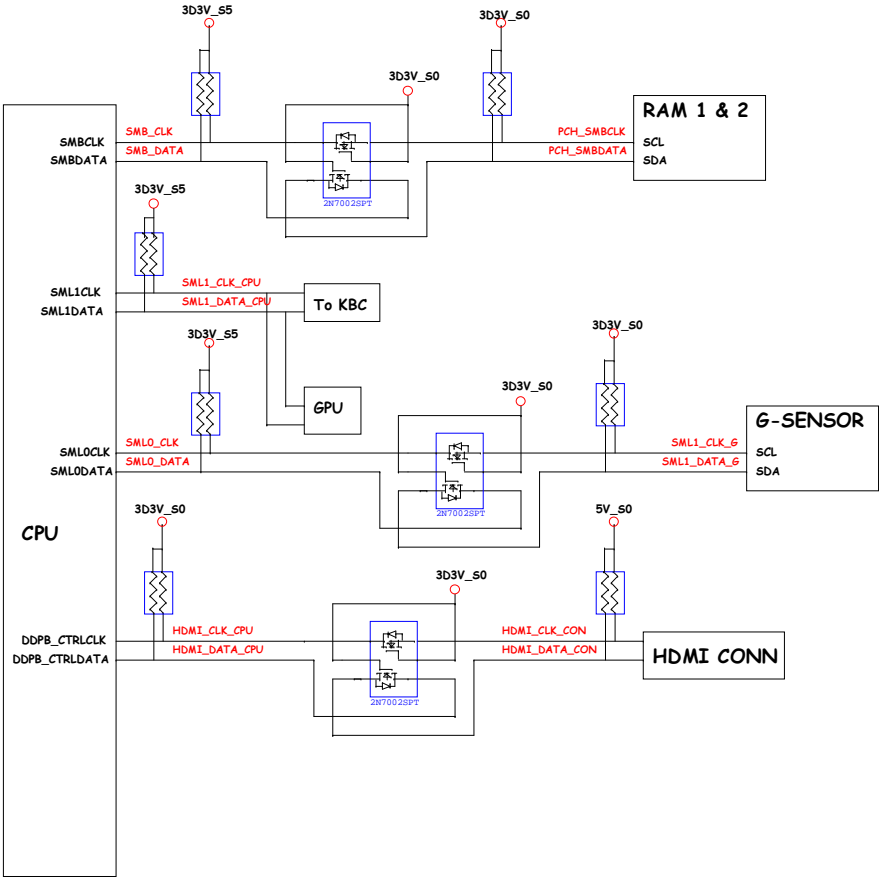 3D3V_S5
3D3V_S0
3D3V_S0
RAM 1 & 2
SMBCLK
SMB_CLK
PCH_SMBCLK
SCL
SMBDATA
SMB_DATA
PCH_SMBDATA
SDA
2N7002SPT
3D3V_S5
SML1CLK
SML1_CLK_CPU
SML1DATA
SML1_DATA_CPU
To KBC
3D3V_S5
3D3V_S0
3D3V_S0
GPU
G-SENSOR
SML0CLK
SML0_CLK
SML1_CLK_G
SCL
SML0DATA
SML0_DATA
SML1_DATA_G
SDA
2N7002SPT
3D3V_S0
5V_S0
CPU
3D3V_S0
DDPB_CTRLCLK
HDMI_CLK_CPU
HDMI_CLK_CON
DDPB_CTRLDATA
HDMI_DATA_CPU
HDMI_DATA_CON
HDMI CONN
2N7002SPT